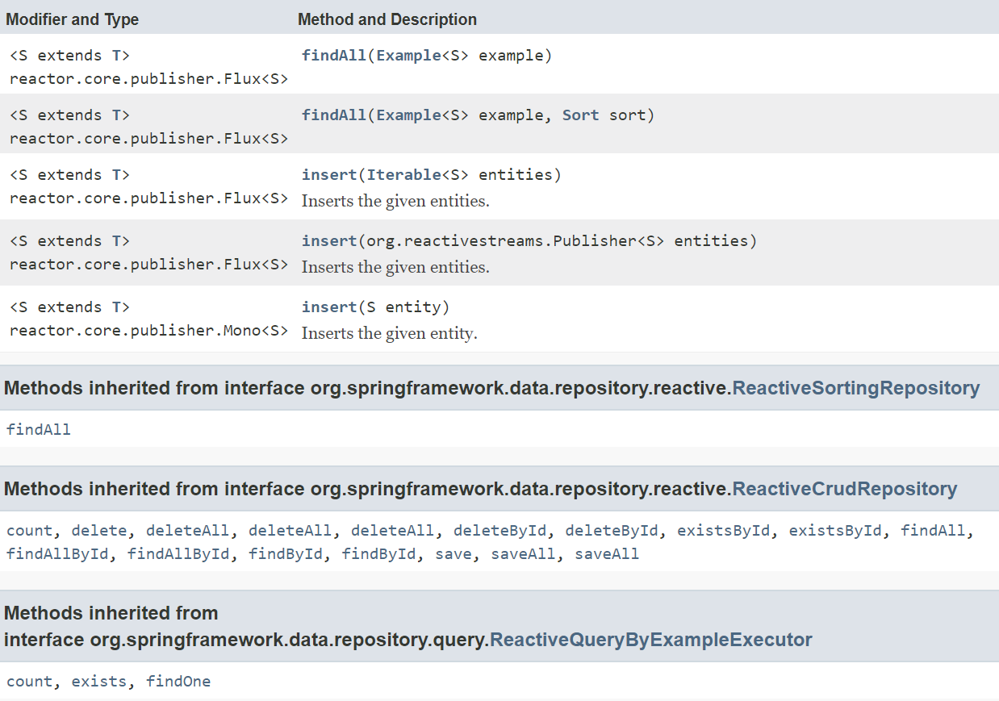 Modifier and Type Method and Description
<S extends T> findAll(Example<S> example)
reactor.core.publisher.Flux<S>
<S extends T> findAll(Example<S> example, Sort sort)
reactor.core.publisher.Flux<S>
<S extends T> insert(Iterable<S> entities)
reactor.core.publisher.Flux<S> Inserts the given entities.
<S extends T> insert(org.reactivestreams.Publisher<S> entities)
reactor.core.publisher.Flux<S> Inserts the given entities.
<S extends T> insert(S entity)
reactor.core.publisher.Mono<S> Inserts the given entity.
Methods inherited from interface org.springframework.data.repository.reactive.ReactiveSortingRepository
findAll
Methods inherited from interface org.springframework.data.repository.reactive.ReactiveCrudRepository
count, delete, deleteAll, deleteAll, deleteAll, deleteById, deleteById, existsById, existsById, findAll,
findAllById, findAllById, findById, findById, save, saveAll, saveAll
Methods inherited from
interface org.springframework.data.repository.query.ReactiveQueryByExampleExecutor
count, exists, findOne